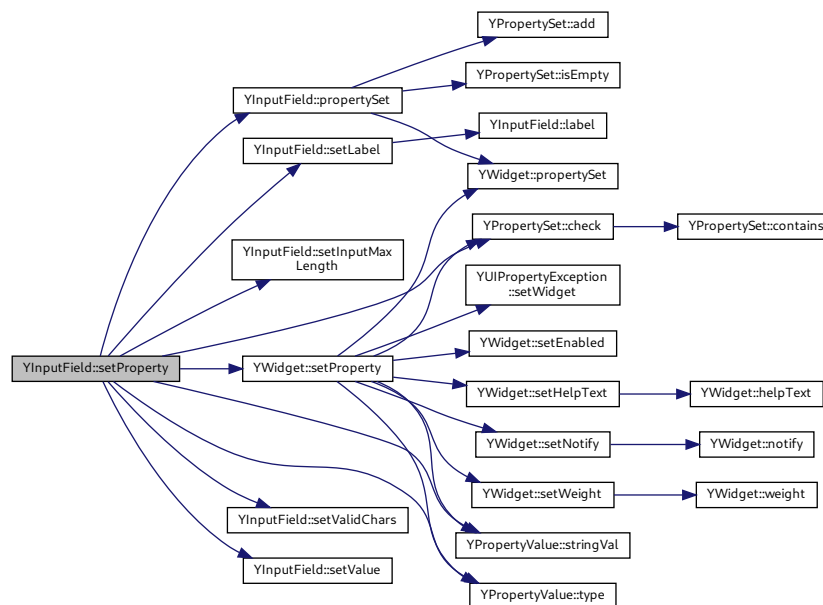 YPropertySet::add
YPropertySet::isEmpty
YInputField::propertySet
YInputField::label
YInputField::setLabel
YWidget::propertySet
YPropertySet::check
YPropertySet::contains
YInputField::setInputMax
Length
YUIPropertyException
::setWidget
YWidget::setEnabled
YInputField::setProperty
YWidget::setProperty
YWidget::setHelpText
YWidget::helpText
YWidget::setNotify
YWidget::notify
YWidget::setWeight
YWidget::weight
YInputField::setValidChars
YPropertyValue::stringVal
YInputField::setValue
YPropertyValue::type